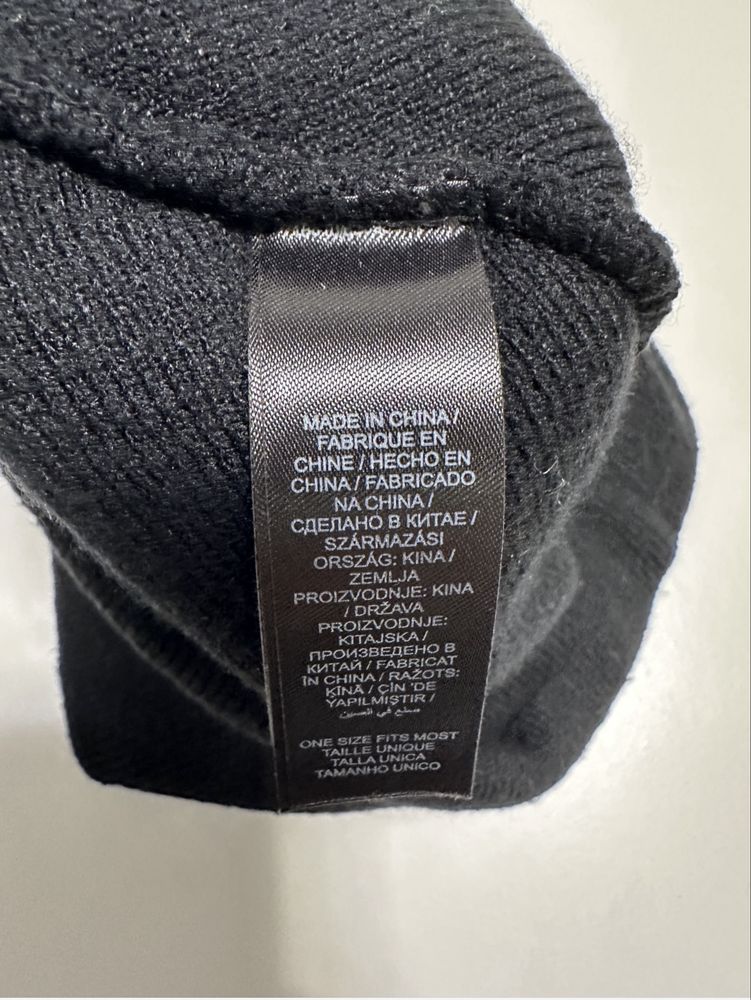 MADE IN CHINA /
FABRIQUE EN
CHINE / HECHO EN
CHINA / FABRICADO
NA CHINA /
СДЕЛАНО В КИТАЕ /
SZÁRMAZÁSI
ORSZÁG: KINA /
ZEMLJA
PROIZVODNJE: KINA
/ DRŽAVA
PROIZVODNJE:
KITAJSKA /
ПРОИЗВЕДЕНО В
КИТАЙ / FABRICAT
ÎN CHINA / RAŽOTS:
ĶĪNĀ / ÇİN 'DE
YAPILMIŞTIR /
صنع في الصين
ONE SIZE FITS MOST
TAILLE UNIQUE
TALLA UNICA
TAMANHO UNICO